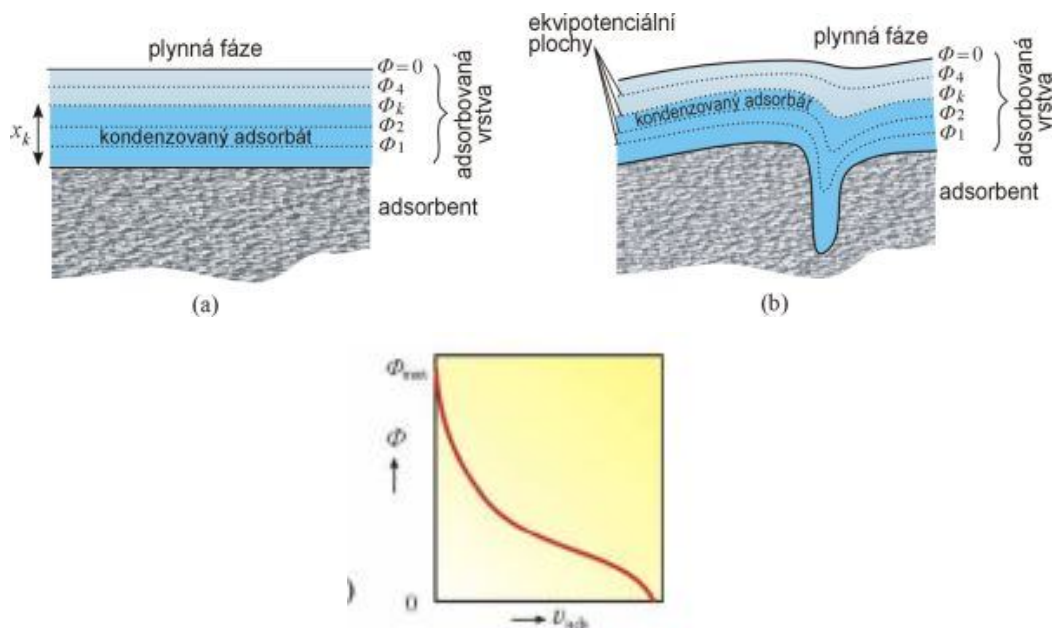 plynná fáze
Φ=0
Φ4
Φk
Φ2
Φ1
xk
kondenzovaný adsorbát
adsorbovaná
vrstva
adsorbent
(a)
ekvipotenciální
plochy
plynná fáze
Φ=0
Φ4
Φk
Φ2
Φ1
kondenzovaný adsorbát
adsorbovaná
vrstva
adsorbent
(b)
Φ
)
0